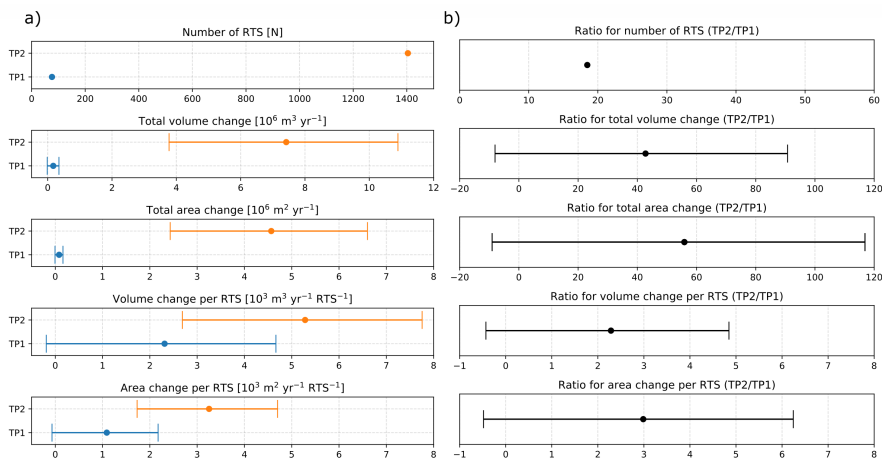 a)
Number of RTS [N]
TP2
TP1
0 200 400 600 800 1000 1200 1400
Total volume change [10⁶ m³ yr⁻¹]
TP2
TP1
0 2 4 6 8 10 12
Total area change [10⁶ m² yr⁻¹]
TP2
TP1
0 1 2 3 4 5 6 7 8
Volume change per RTS [10³ m³ yr⁻¹ RTS⁻¹]
TP2
TP1
0 1 2 3 4 5 6 7 8
Area change per RTS [10³ m² yr⁻¹ RTS⁻¹]
TP2
TP1
0 1 2 3 4 5 6 7 8
b)
Ratio for number of RTS (TP2/TP1)
0 10 20 30 40 50 60
Ratio for total volume change (TP2/TP1)
−20 0 20 40 60 80 100 120
Ratio for total area change (TP2/TP1)
−20 0 20 40 60 80 100 120
Ratio for volume change per RTS (TP2/TP1)
−1 0 1 2 3 4 5 6 7 8
Ratio for area change per RTS (TP2/TP1)
−1 0 1 2 3 4 5 6 7 8